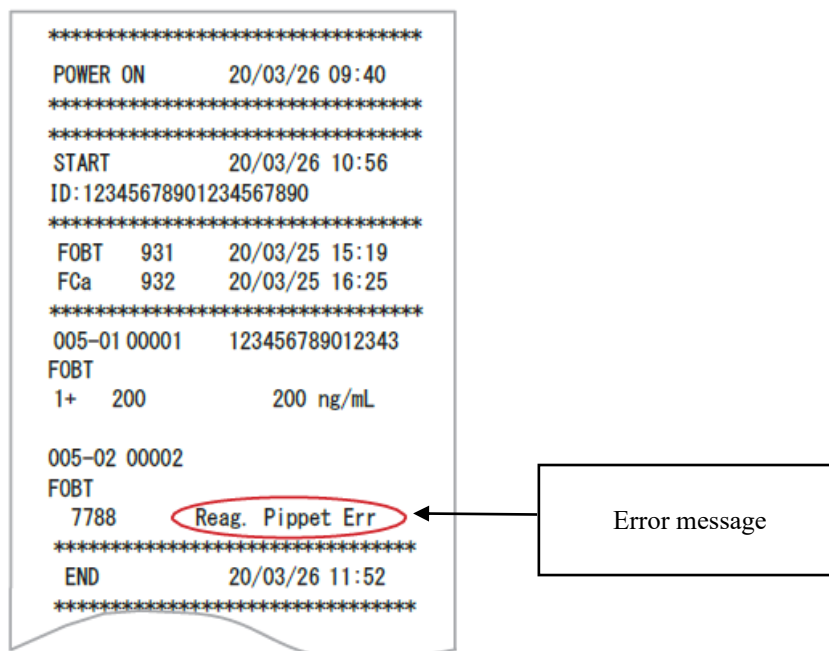 **********************************
POWER ON 20/03/26 09:40
**********************************
**********************************
START 20/03/26 10:56
ID:12345678901234567890
**********************************
FOBT 931 20/03/25 15:19
FCa 932 20/03/25 16:25
**********************************
005-01 00001 123456789012343
FOBT
1+ 200 200 ng/mL
005-02 00002
FOBT
7788 Reag. Pippet Err
*********************************
END 20/03/26 11:52
*********************************
Error message